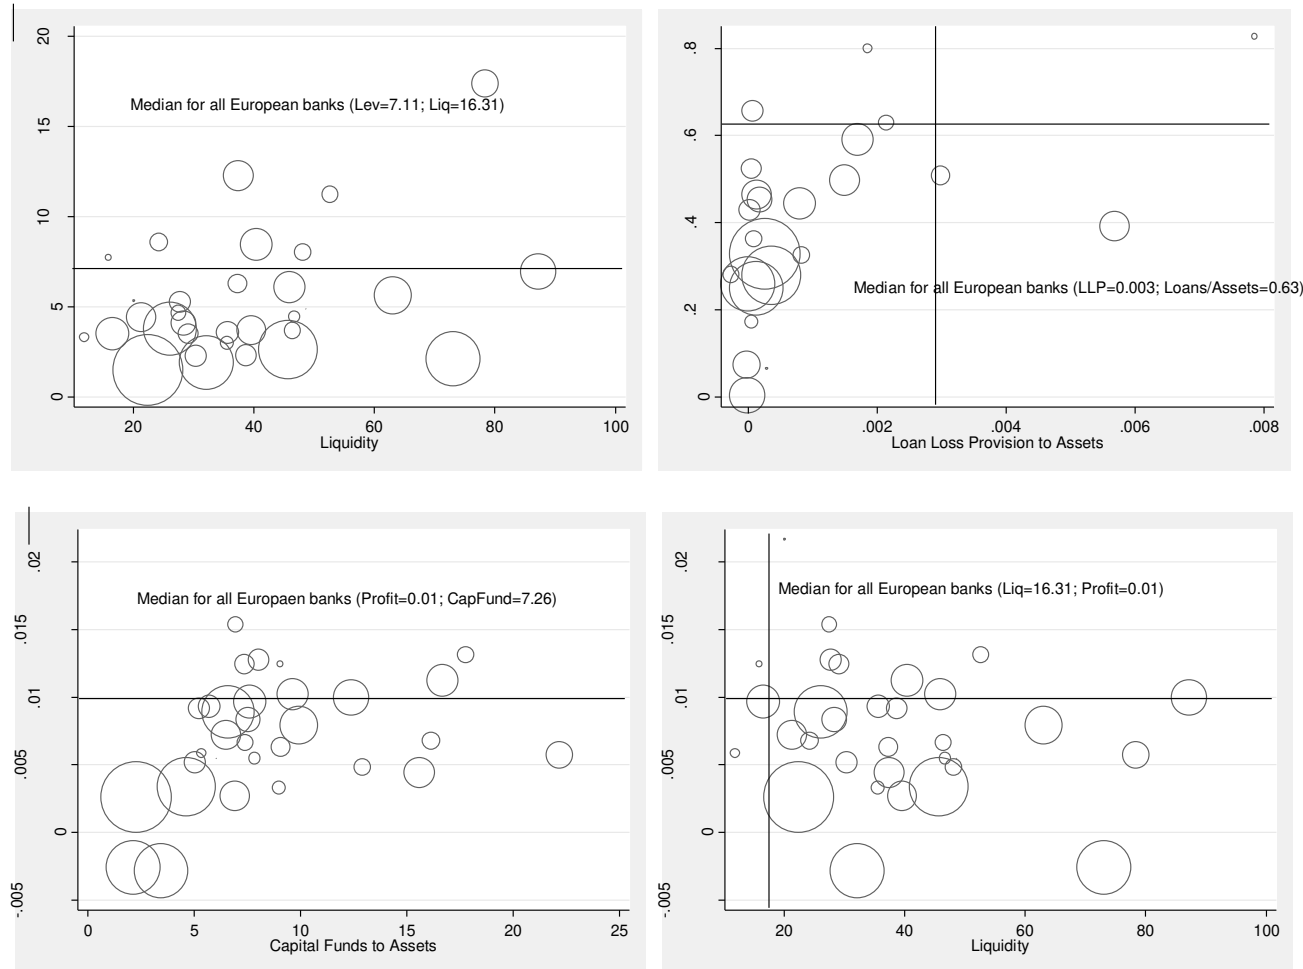 20
15
10
5
0
Median for all European banks (Lev=7.11; Liq=16.31)
20 40 60 80 100
Liquidity
.8
.6
.4
.2
0
Median for all European banks (LLP=0.003; Loans/Assets=0.63)
0 .002 .004 .006 .008
Loan Loss Provision to Assets
.02
.015
.01
.005
0
-.005
Median for all Europaen banks (Profit=0.01; CapFund=7.26)
0 5 10 15 20 25
Capital Funds to Assets
.02
.015
.01
.005
0
-.005
Median for all European banks (Liq=16.31; Profit=0.01)
20 40 60 80 100
Liquidity